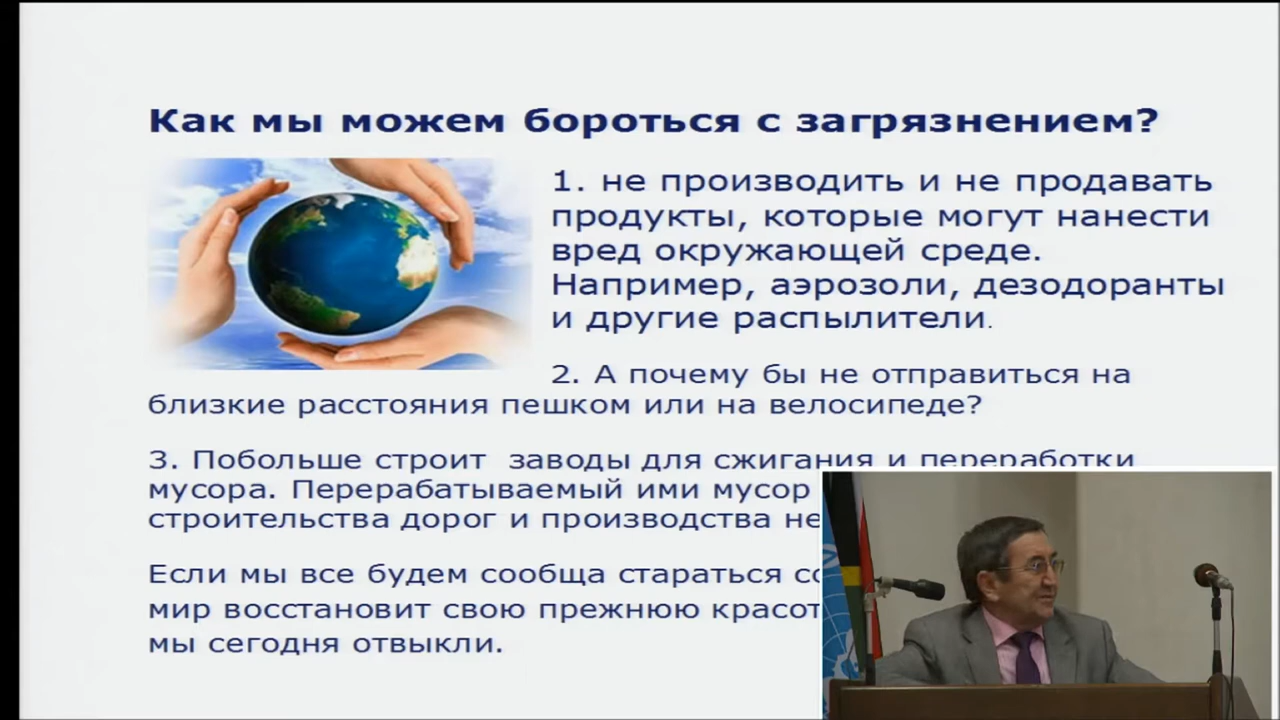 Как мы можем бороться с загрязнением?
1. не производить и не продавать
продукты, которые могут нанести
вред окружающей среде.
Например, аэрозоли, дезодоранты
и другие распылители.
2. А почему бы не отправиться на
близкие расстояния пешком или на велосипеде?
3. Побольше строит заводы для сжигания и переработки
мусора. Перерабатываемый ими мусор
строительства дорог и производства
Если мы все будем сообща стараться
мир восстановит свою прежнюю
мы сегодня отвыкли.